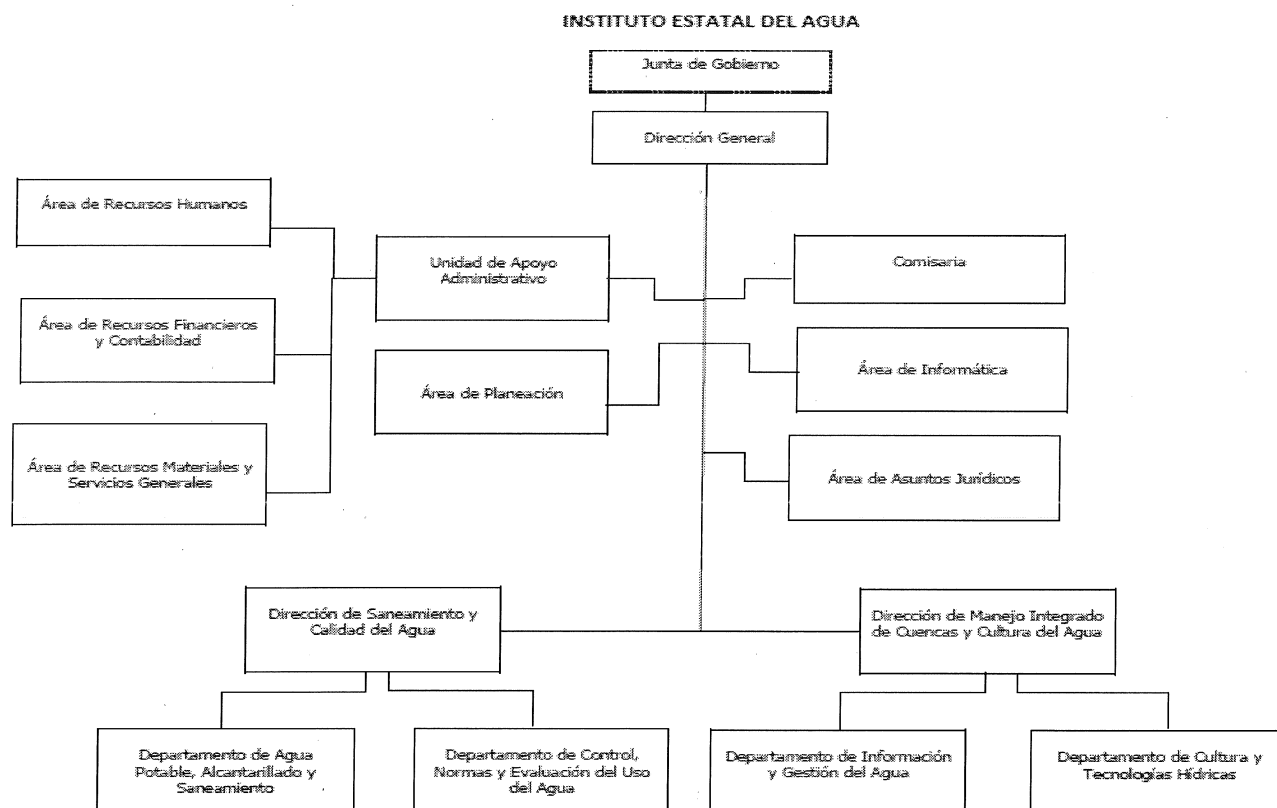 INSTITUTO ESTATAL DEL AGUA
Junta de Gobierno
Dirección General
Área de Recursos Humanos
Unidad de Apoyo
Administrativo
Comisaria
Área de Recursos Financieros
y Contabilidad
Área de Planeación
Área de Informática
Área de Recursos Materiales y
Servicios Generales
Área de Asuntos Jurídicos
Dirección de Saneamiento y
Calidad del Agua
Dirección de Manejo Integrado
de Cuencas y Cultura del Agua
Departamento de Agua
Potable, Alcantarillado y
Saneamiento
Departamento de Control,
Normas y Evaluación del Uso
del Agua
Departamento de Información
y Gestión del Agua
Departamento de Cultura y
Tecnologías Hídricas